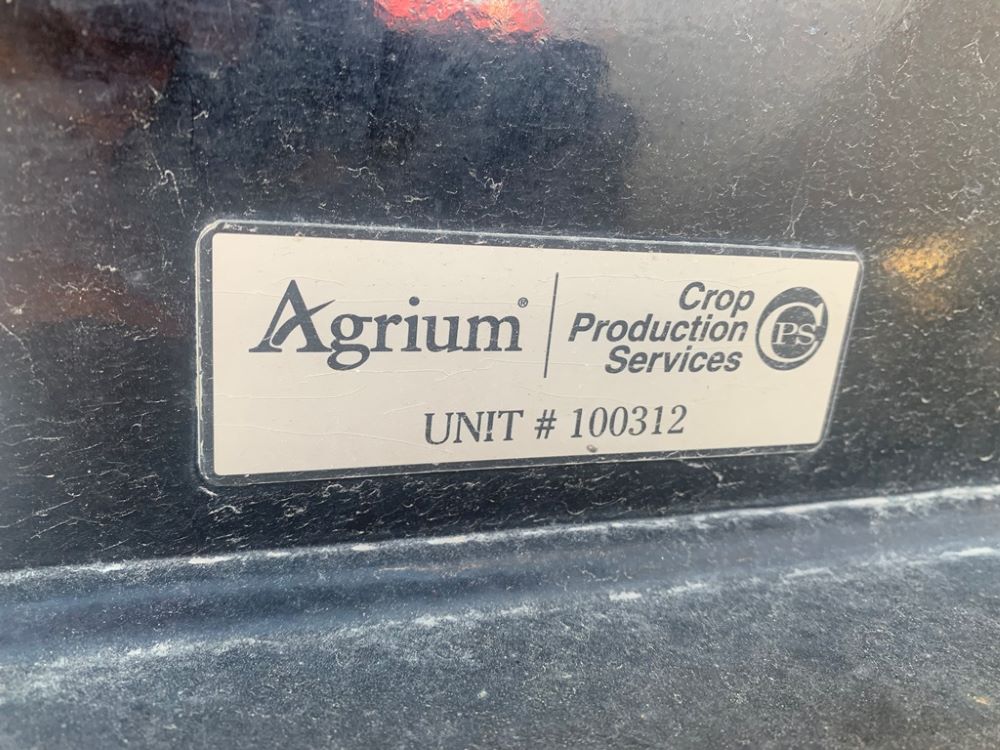 Agrium®
Crop
Production
Services
CPS
UNIT # 100312